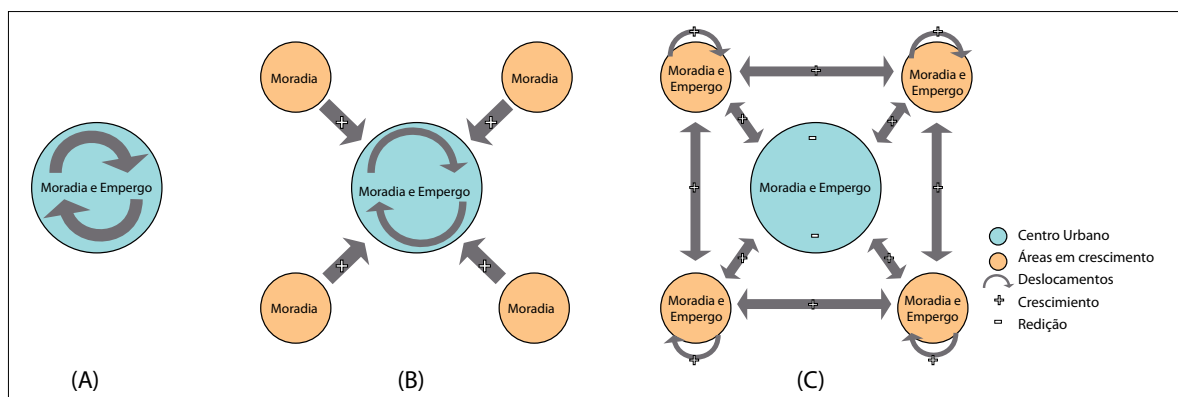 Moradia e Empergo
(A)
Moradia
Moradia
Moradia e Empergo
Moradia
Moradia
(B)
Moradia e
Empergo
Moradia e
Empergo
Moradia e Empergo
Moradia e
Empergo
Moradia e
Empergo
(C)
Centro Urbano
Áreas em crescimento
Deslocamentos
Crescimiento
Redição